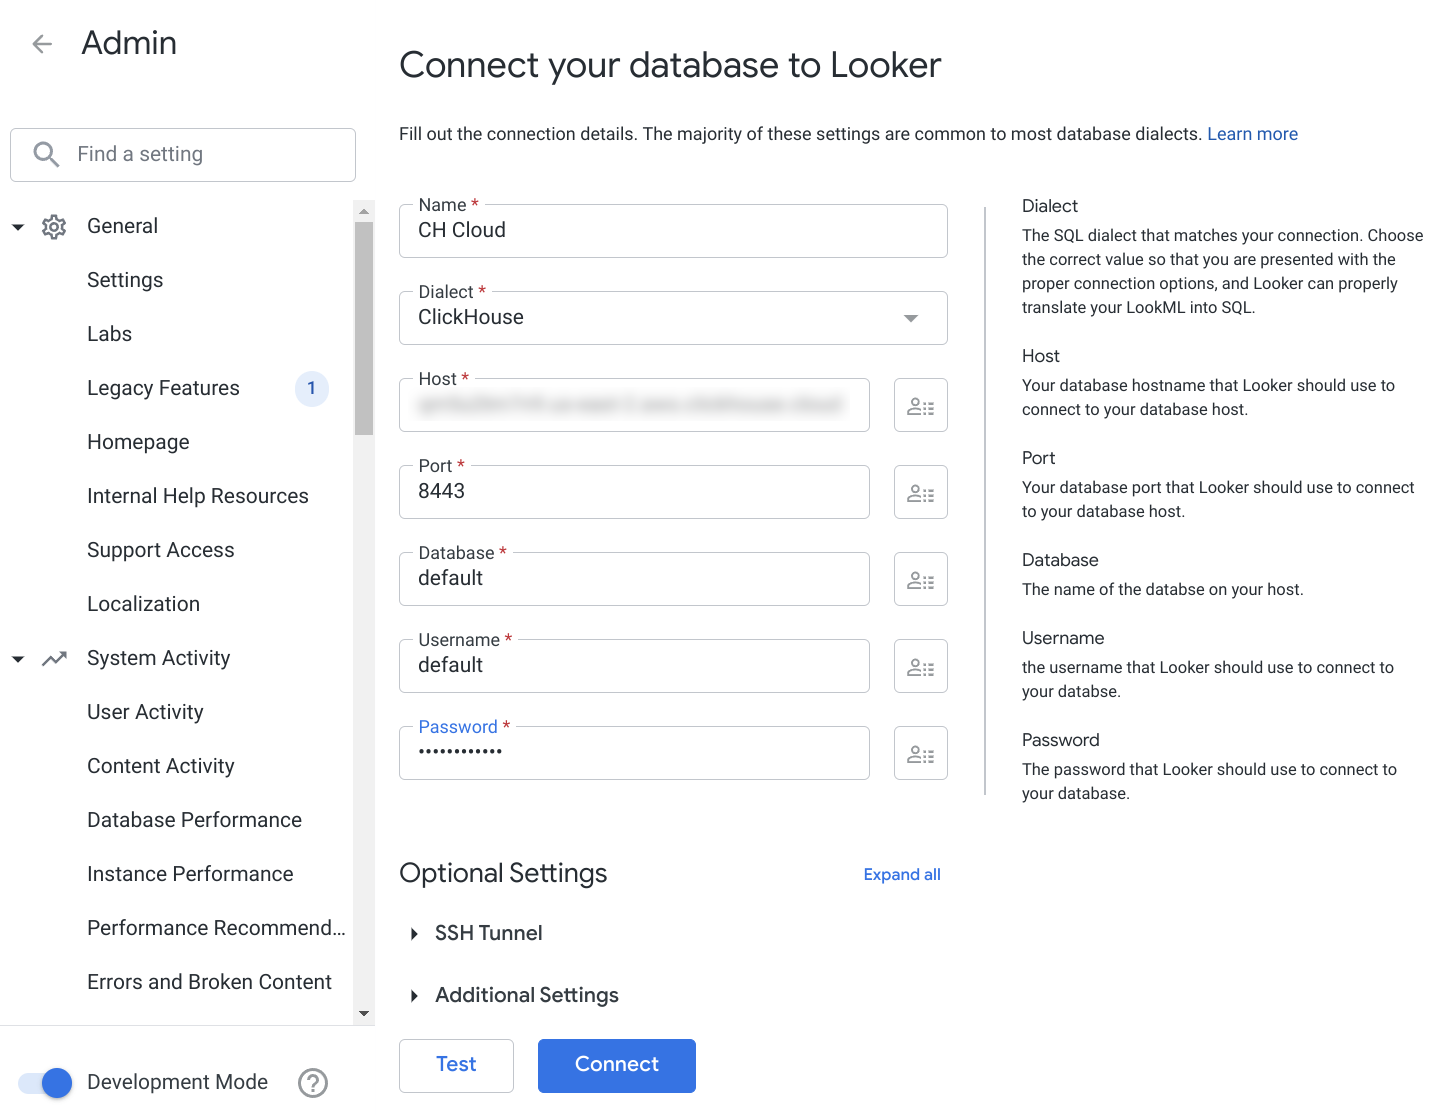 Admin
Find a setting
General
Settings
Labs
Legacy Features 1
Homepage
Internal Help Resources
Support Access
Localization
System Activity
User Activity
Content Activity
Database Performance
Instance Performance
Performance Recommend...
Errors and Broken Content
Development Mode
Connect your database to Looker
Fill out the connection details. The majority of these settings are common to most database dialects. Learn more
Name *
CH Cloud
Dialect *
ClickHouse
Host *
Port *
8443
Database *
default
Username *
default
Password *
••••••••••••
Dialect
The SQL dialect that matches your connection. Choose
the correct value so that you are presented with the
proper connection options, and Looker can properly
translate your LookML into SQL.
Host
Your database hostname that Looker should use to
connect to your database host.
Port
Your database port that Looker should use to connect
to your database host.
Database
The name of the databse on your host.
Username
the username that Looker should use to connect to
your databse.
Password
The password that Looker should use to connect to
your database.
Optional Settings
Expand all
SSH Tunnel
Additional Settings
Test
Connect